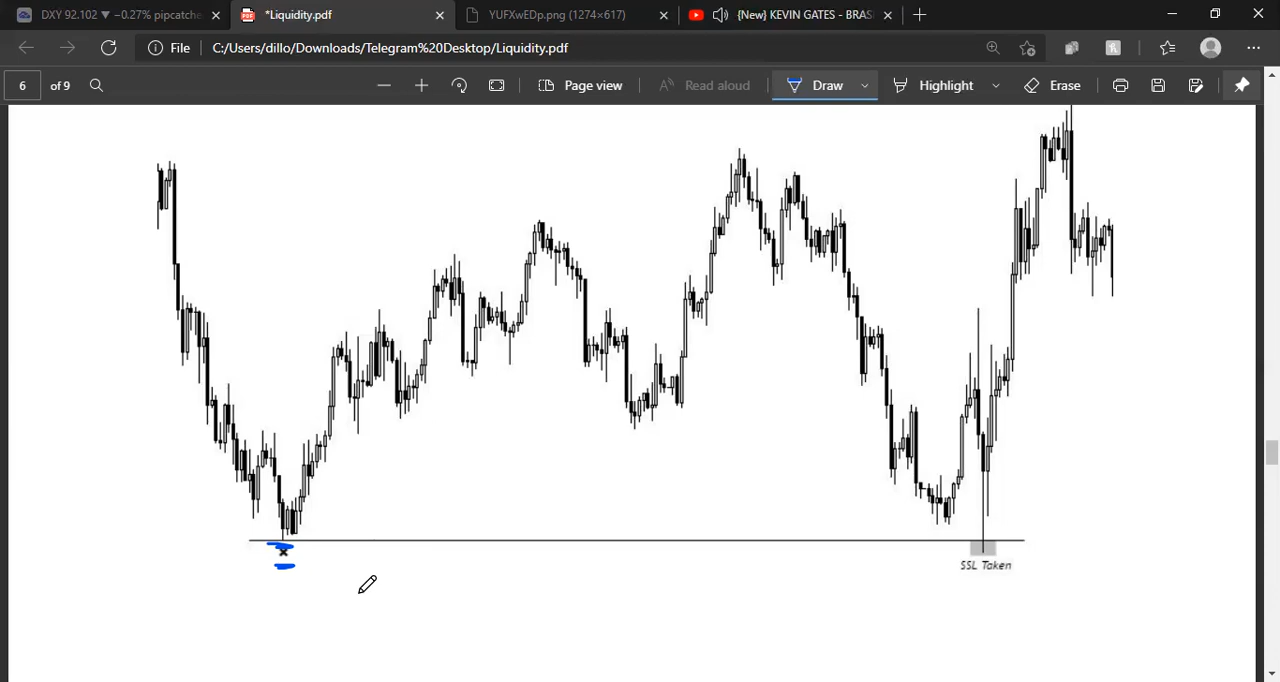 DXY 92.102 ▼ −0.27% pipcatche
*Liquidity.pdf
YUFXwEDp.png (1274×617)
{New} KEVIN GATES - BRAS
File
C:/Users/dillo/Downloads/Telegram%20Desktop/Liquidity.pdf
6 of 9
Page view
Read aloud
Draw
Highlight
Erase
SSL Taken